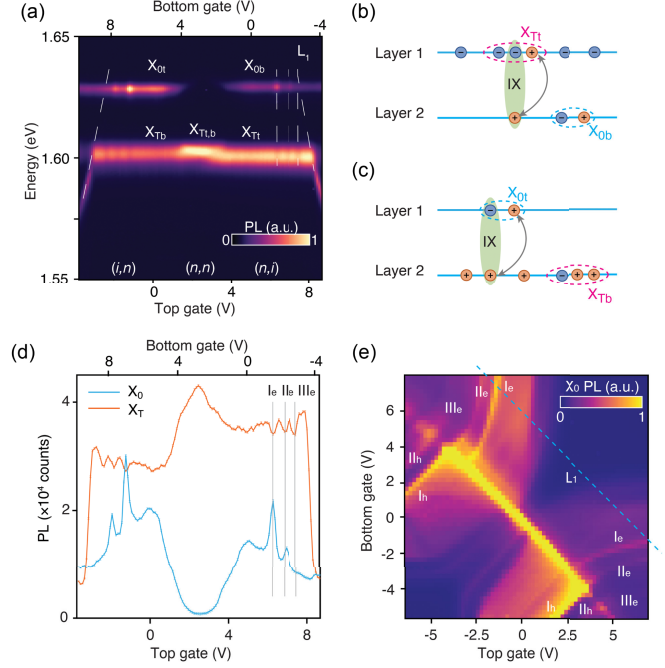 (a)
Bottom gate (V)
8 4 0 -4
L₁
1.65
1.60
1.55
Energy (eV)
X₀t
X₀b
XTb
XTt,b
XTt
PL (a.u.)
0 1
(i,n) (n,n) (n,i)
0 4 8
Top gate (V)
(b)
XTt
Layer 1
− − − + − −
IX
Layer 2
+ − +
X₀b
(c)
X₀t
Layer 1
− +
IX
Layer 2
+ + + − + +
XTb
(d)
Bottom gate (V)
8 4 0 -4
X₀
XT
Iₑ IIₑ IIIₑ
4
2
0
PL (×10⁴ counts)
0 4 8
Top gate (V)
(e)
IIₑ Iₑ
X₀ PL (a.u.)
0 1
IIIₑ
IIh
Ih
L₁
Iₑ
IIₑ
IIIₑ
Ih IIh
8
6
4
2
0
-2
-4
Bottom gate (V)
-5 -2.5 0 2.5 5
Top gate (V)